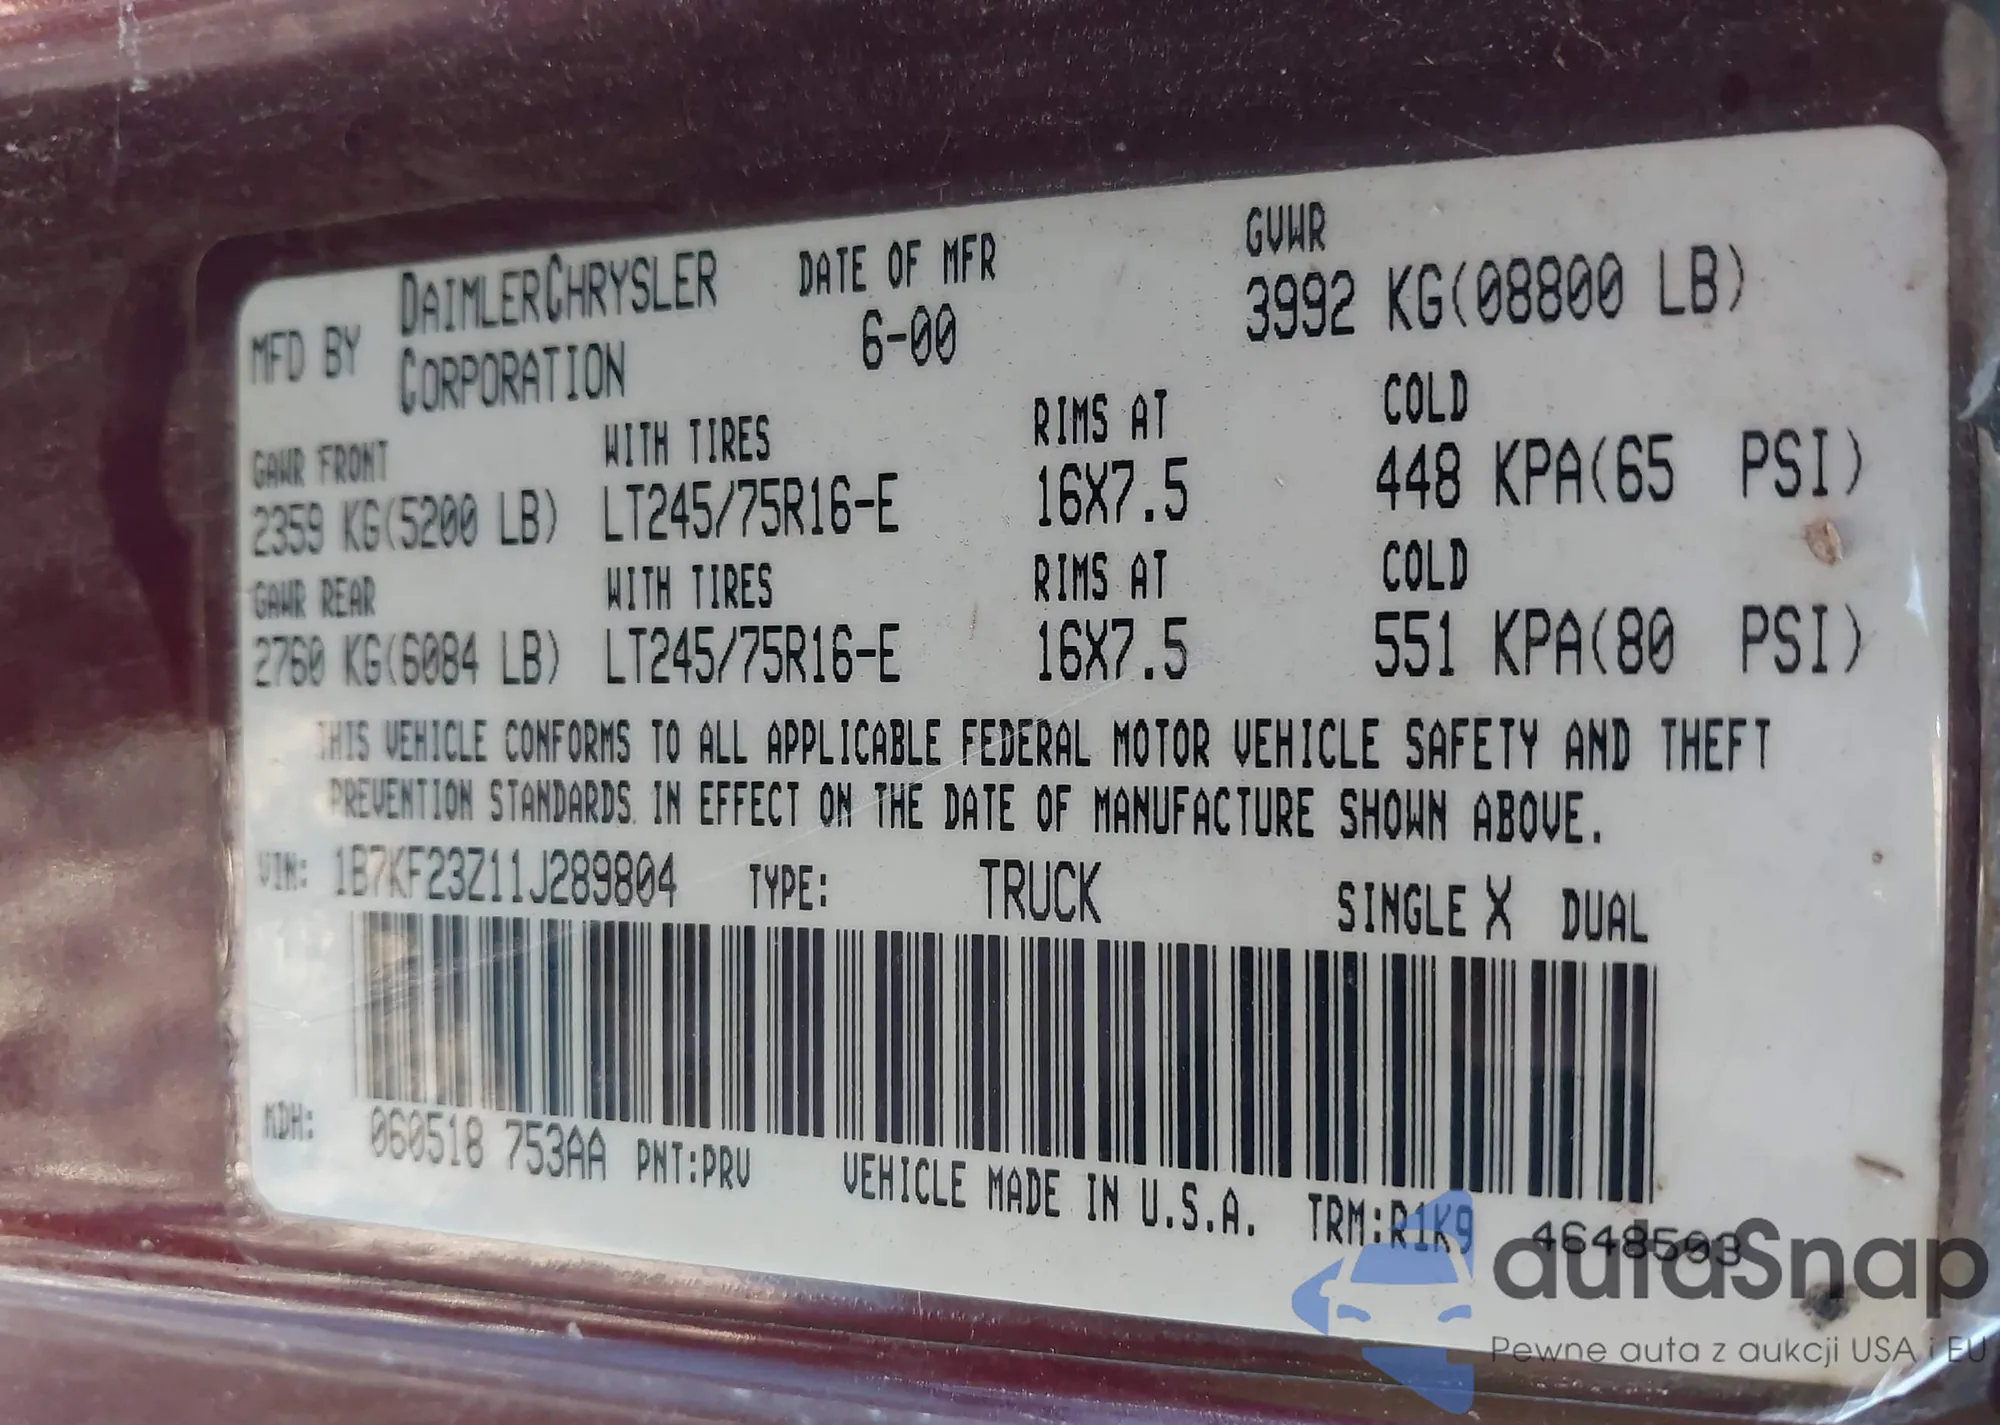 MFD BY DAIMLERCHRYSLER CORPORATION DATE OF MFR 6-00 GVWR 3992 KG(08800 LB)
GAWR FRONT WITH TIRES RIMS AT COLD
2359 KG(5200 LB) LT245/75R16-E 16X7.5 448 KPA(65 PSI)
GAWR REAR WITH TIRES RIMS AT COLD
2760 KG(6084 LB) LT245/75R16-E 16X7.5 551 KPA(80 PSI)
THIS VEHICLE CONFORMS TO ALL APPLICABLE FEDERAL MOTOR VEHICLE SAFETY AND THEFT
PREVENTION STANDARDS IN EFFECT ON THE DATE OF MANUFACTURE SHOWN ABOVE.
VIN: 1B7KF23Z11J289804 TYPE: TRUCK SINGLE X DUAL
MDH: 060518 753AA PNT:PRV VEHICLE MADE IN U.S.A. TRM:R1K9 4648503
autaSnap
Pewne auta z aukcji USA i EU